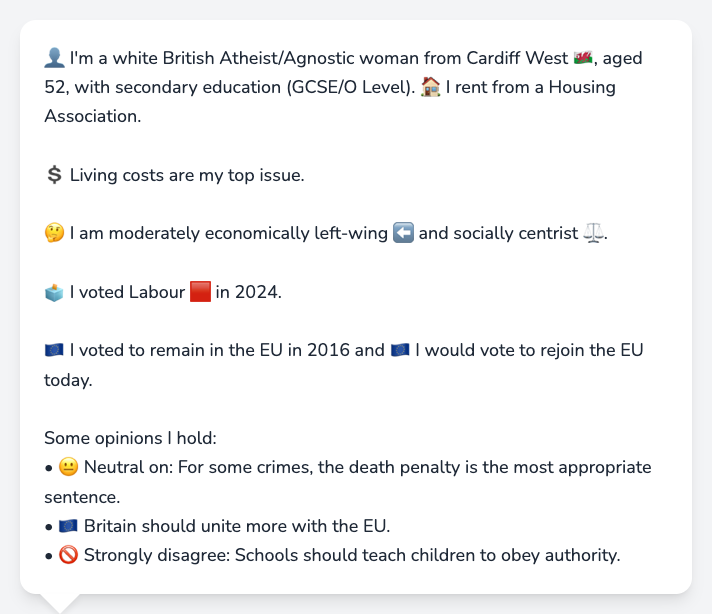 👤 I'm a white British Atheist/Agnostic woman from Cardiff West 🏴󠁧󠁢󠁷󠁬󠁳󠁿, aged
52, with secondary education (GCSE/O Level). 🏠 I rent from a Housing
Association.
💲 Living costs are my top issue.
🤔 I am moderately economically left-wing ⬅️ and socially centrist ⚖️.
🗳️ I voted Labour 🟥 in 2024.
🇪🇺 I voted to remain in the EU in 2016 and 🇪🇺 I would vote to rejoin the EU
today.
Some opinions I hold:
• 😐 Neutral on: For some crimes, the death penalty is the most appropriate
sentence.
• 🇪🇺 Britain should unite more with the EU.
• 🚫 Strongly disagree: Schools should teach children to obey authority.